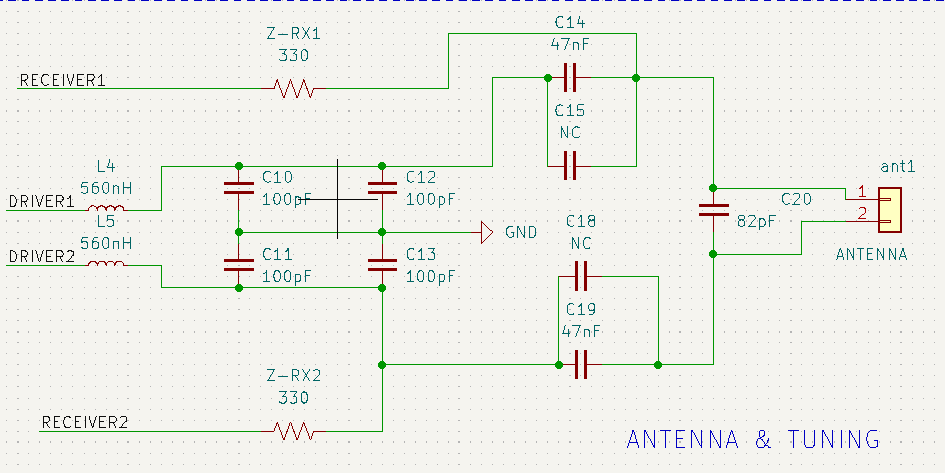 C14
47nF
Z-RX1
330
RECEIVER1
C15
NC
L4
560nH
C10
100pF
C12
100pF
ant1
DRIVER1
L5
560nH
1
2
C20
82pF
C18
NC
GND
DRIVER2
C11
100pF
C13
100pF
ANTENNA
C19
47nF
Z-RX2
330
RECEIVER2
ANTENNA & TUNING